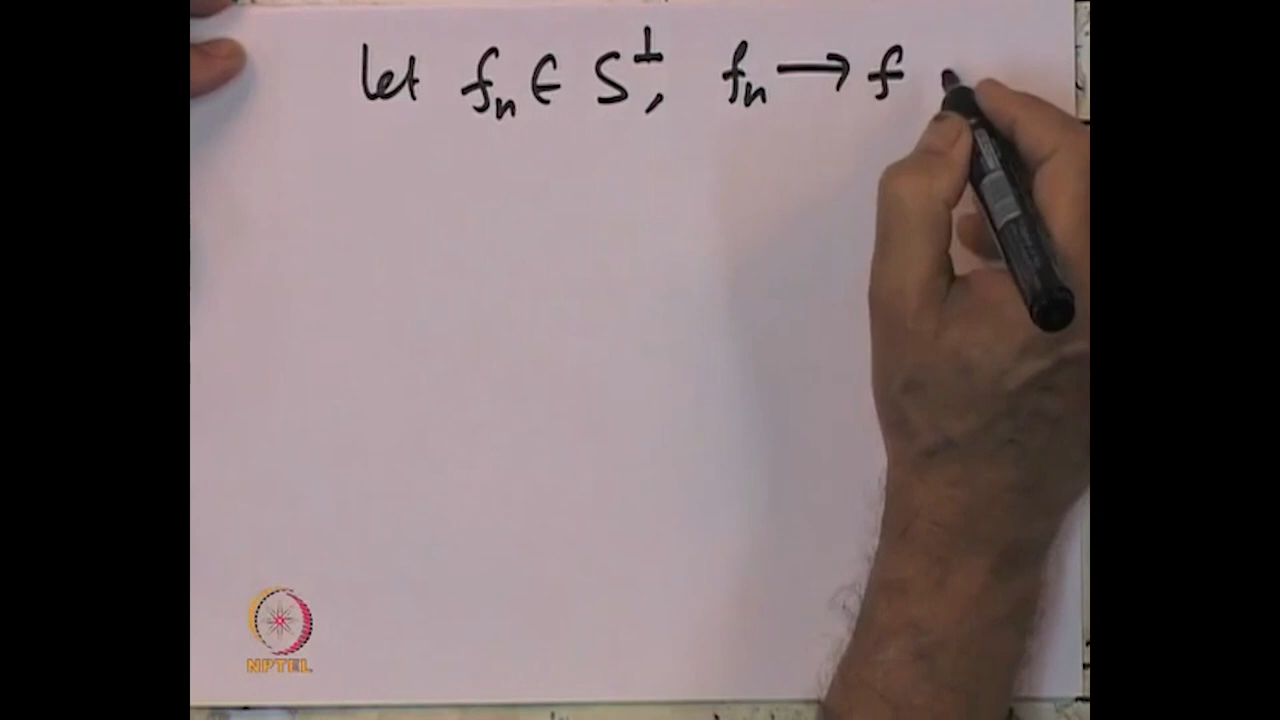 let fₙ ∈ S^⊥, fₙ ⟶ f
NPTEL